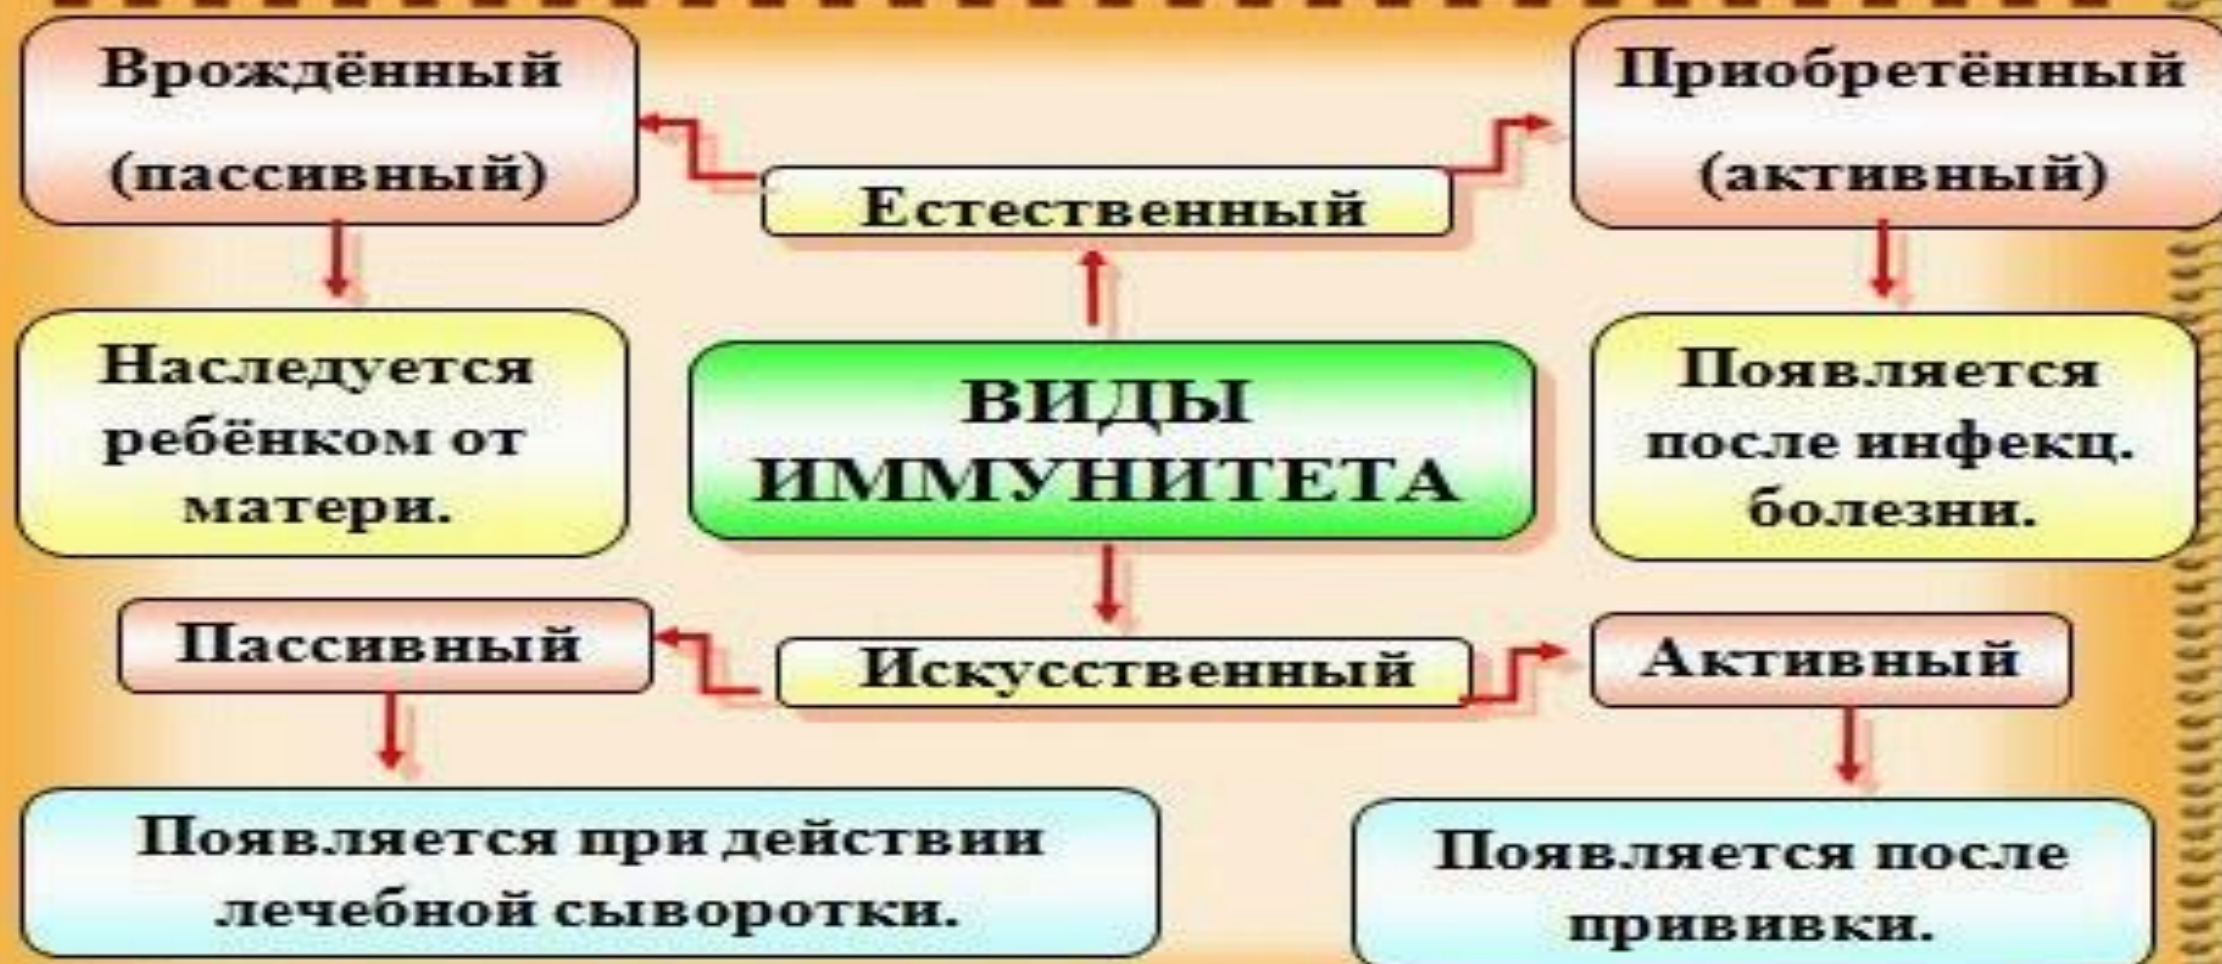 Врождённый
(пассивный)
Приобретённый
(активный)
Естественный
Наследуется
ребёнком от
матери.
ВИДЫ
ИММУНИТЕТА
Появляется
после инфекц.
болезни.
Пассивный
Искусственный
Активный
Появляется при действии
лечебной сыворотки.
Появляется после
прививки.